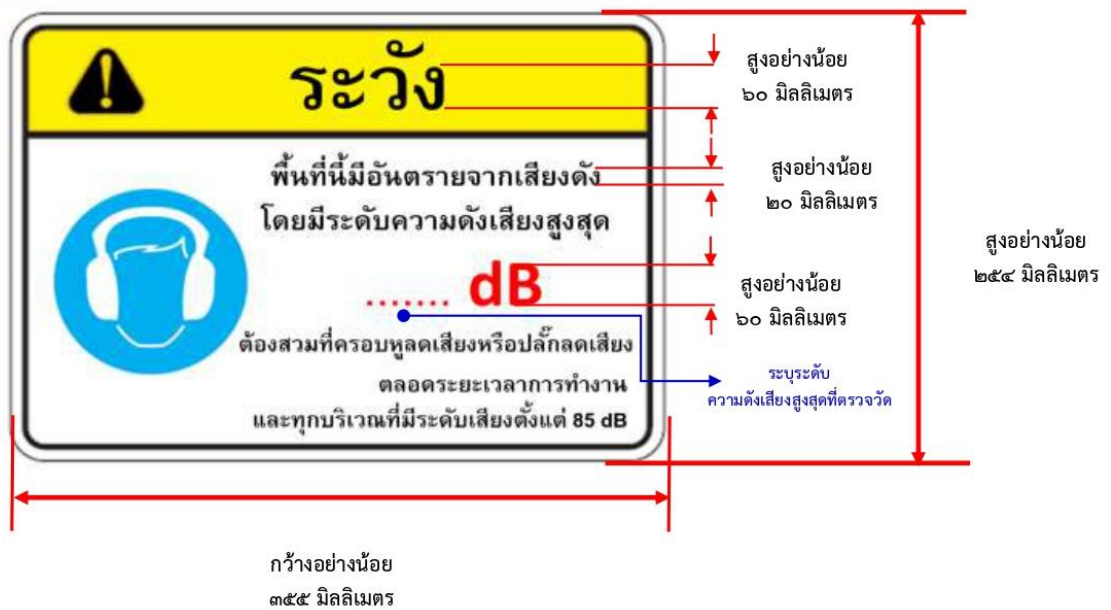 ระวัง
พื้นที่นี้มีอันตรายจากเสียงดัง
โดยมีระดับความดังเสียงสูงสุด
....... dB
ต้องสวมที่ครอบหูลดเสียงหรือปลั๊กลดเสียง
ตลอดระยะเวลาการทำงาน
และทุกบริเวณที่มีระดับเสียงตั้งแต่ 85 dB
สูงอย่างน้อย
๖๐ มิลลิเมตร
สูงอย่างน้อย
๒๐ มิลลิเมตร
สูงอย่างน้อย
๖๐ มิลลิเมตร
ระบุระดับ
ความดังเสียงสูงสุดที่ตรวจวัด
สูงอย่างน้อย
๒๕๔ มิลลิเมตร
กว้างอย่างน้อย
๓๕๕ มิลลิเมตร